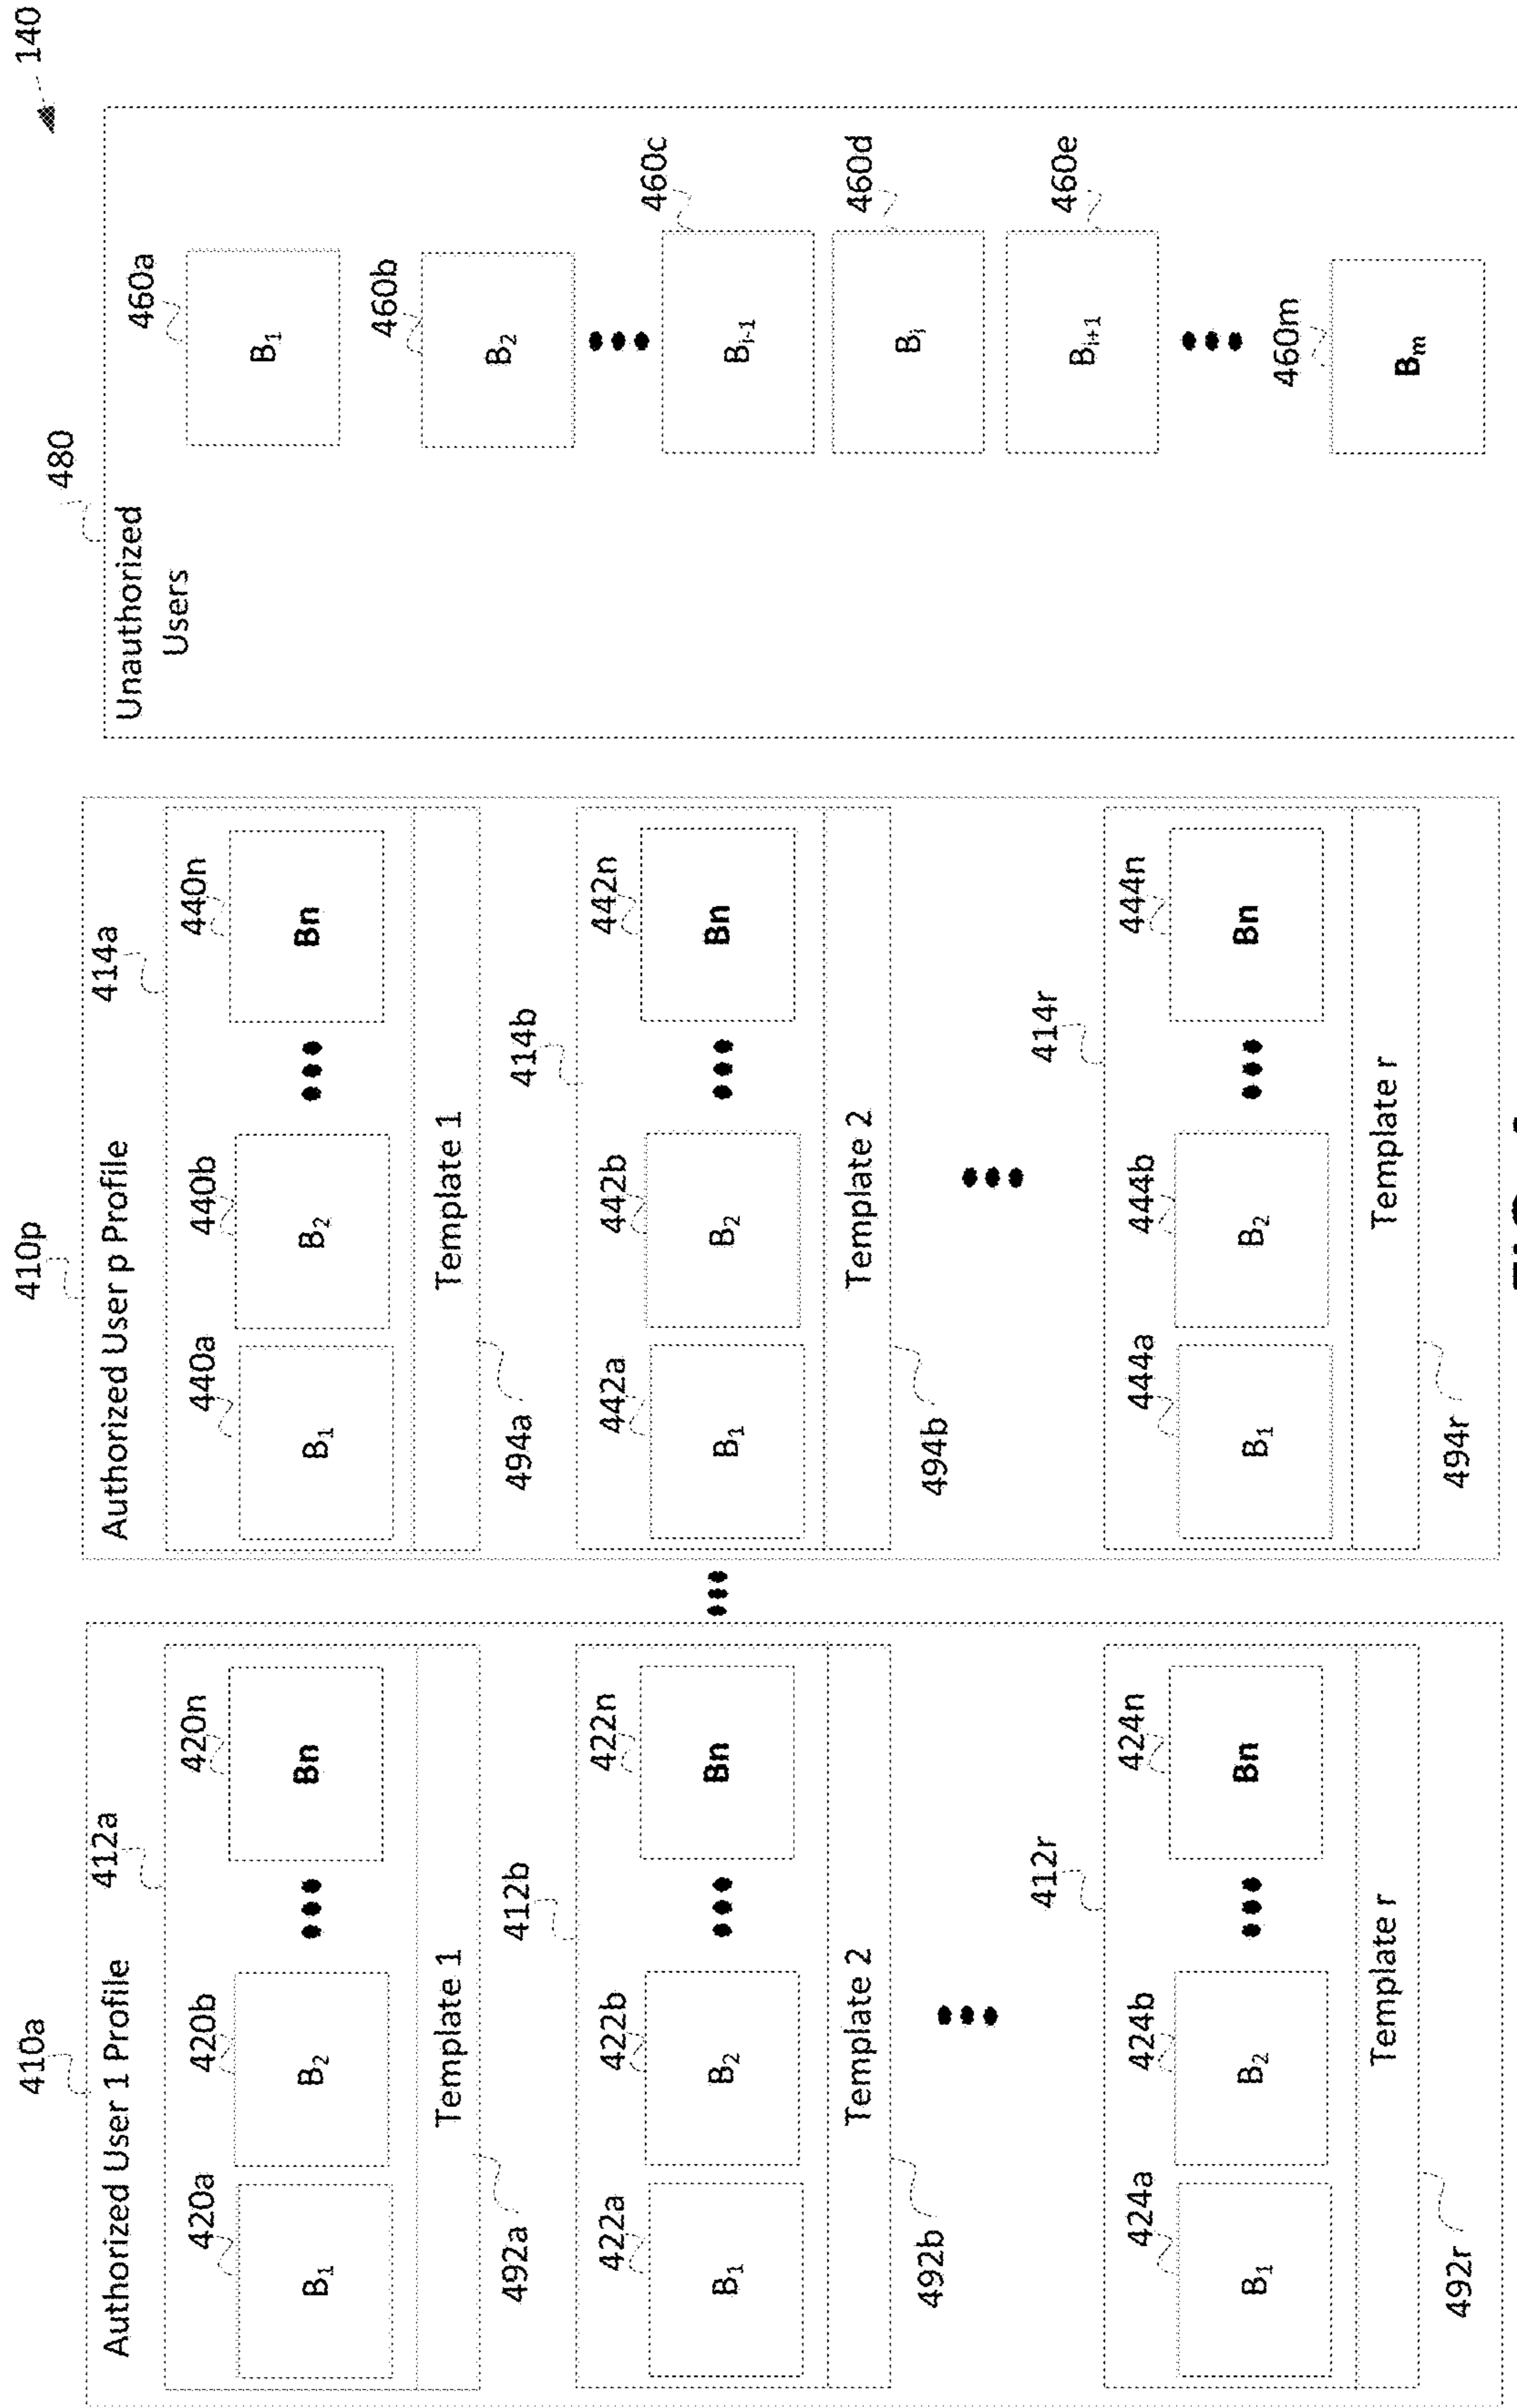 140
410a
Authorized User 1 Profile
412a
420a
420b
420n
B1
B2
Bn
Template 1
492a
412b
422a
422b
422n
B1
B2
Bn
Template 2
492b
412r
424a
424b
424n
B1
B2
Bn
Template r
492r
410p
Authorized User p Profile
414a
440a
440b
440n
B1
B2
Bn
Template 1
494a
414b
442a
442b
442n
B1
B2
Bn
Template 2
494b
414r
444a
444b
444n
B1
B2
Bn
Template r
494r
480
Unauthorized
Users
460a
B1
460b
B2
460c
Bi-1
460d
Bi
460e
Bi+1
460m
Bm